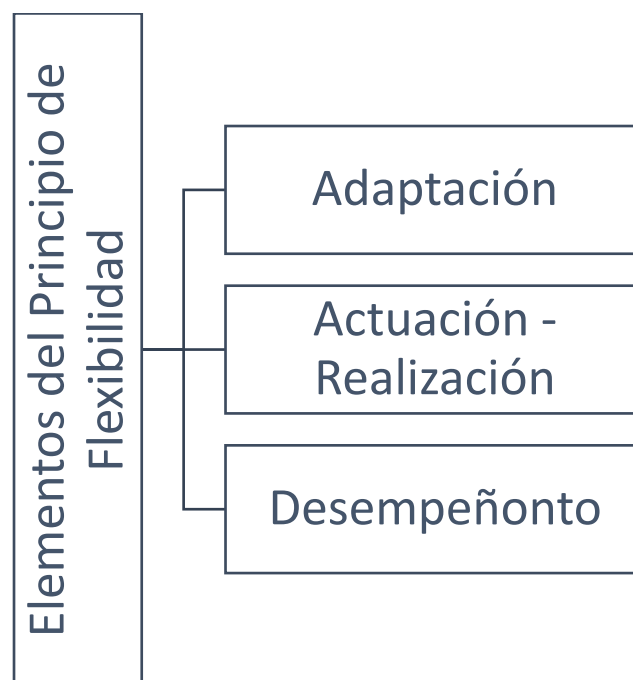 Elementos del Principio de
Flexibilidad
Adaptación
Actuación -
Realización
Desempeñonto